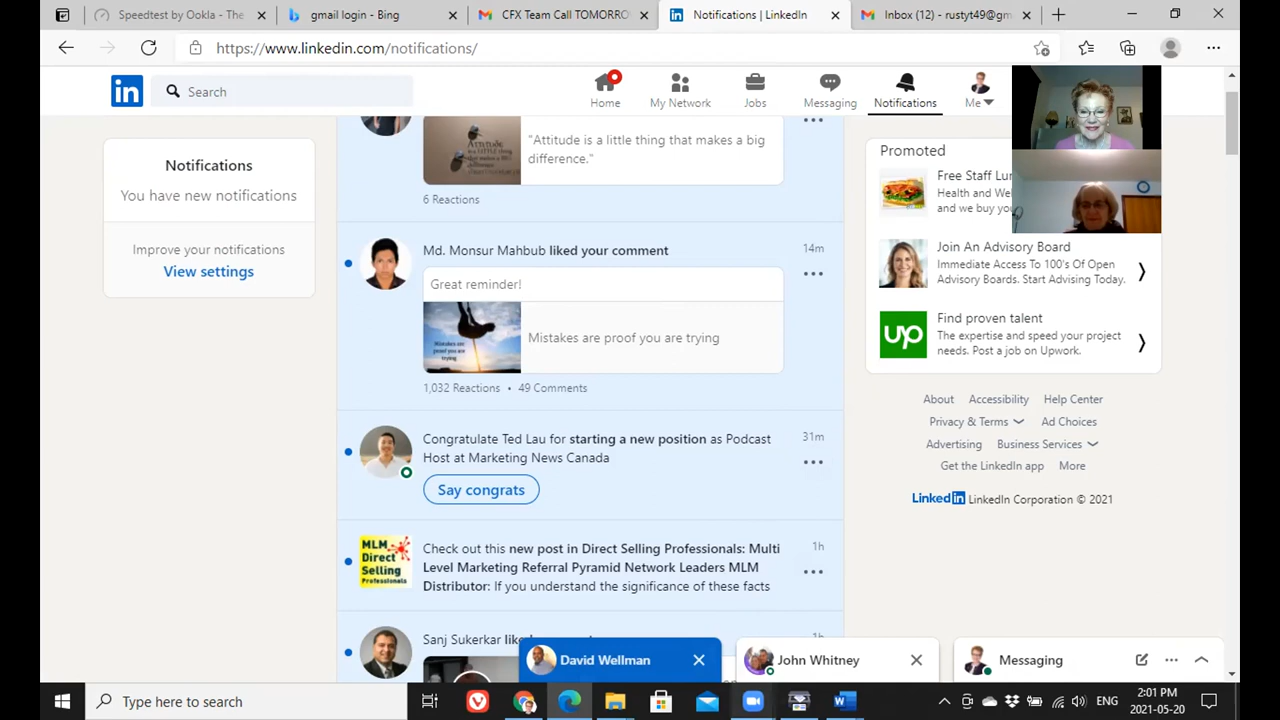 Speedtest by Ookla - The
gmail login - Bing
CFX Team Call TOMORRO
Notifications | LinkedIn
Inbox (12) - rustyt49@gm
https://www.linkedin.com/notifications/
in
Search
Home
My Network
Jobs
Messaging
Notifications
Me
Notifications
You have new notifications
Improve your notifications
View settings
Attitude
"Attitude is a little thing that makes a big
difference."
6 Reactions
Md. Monsur Mahbub liked your comment
14m
Great reminder!
Mistakes are
proof you are
trying
Mistakes are proof you are trying
1,032 Reactions • 49 Comments
Congratulate Ted Lau for starting a new position as Podcast
Host at Marketing News Canada
31m
Say congrats
MLM
Direct
Selling
Professionals
Check out this new post in Direct Selling Professionals: Multi
Level Marketing Referral Pyramid Network Leaders MLM
Distributor: If you understand the significance of these facts
1h
Sanj Sukerkar
Promoted
Free Staff Lu
Health and We
and we buy you
Join An Advisory Board
Immediate Access To 100's Of Open
Advisory Boards. Start Advising Today.
up
Find proven talent
The expertise and speed your project
needs. Post a job on Upwork.
About Accessibility Help Center
Privacy & Terms Ad Choices
Advertising Business Services
Get the LinkedIn app More
LinkedIn LinkedIn Corporation © 2021
David Wellman
John Whitney
Messaging
Type here to search
ENG
2:01 PM
2021-05-20